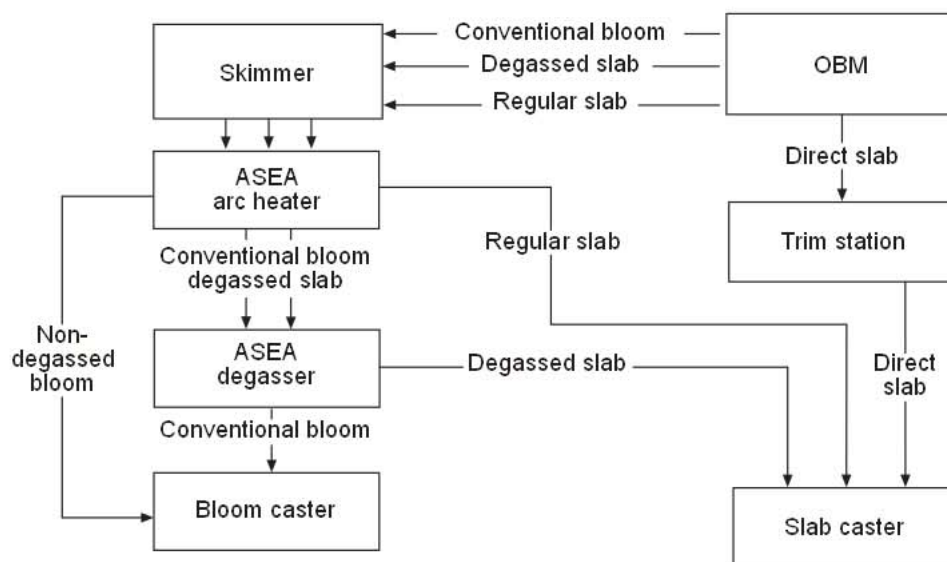 Skimmer
Conventional bloom
Degassed slab
Regular slab
OBM
Direct slab
ASEA
arc heater
Regular slab
Trim station
Conventional bloom
degassed slab
Non-
degassed
bloom
ASEA
degasser
Degassed slab
Direct
slab
Conventional bloom
Bloom caster
Slab caster